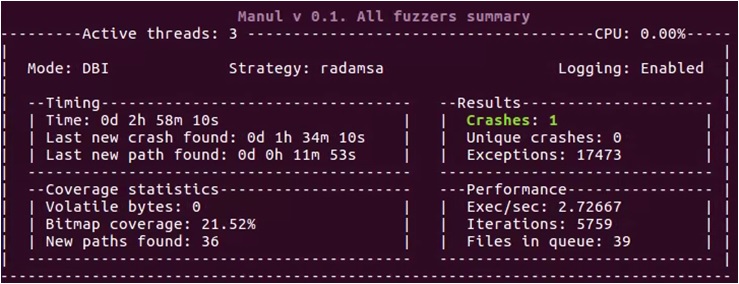 Manul v 0.1. All fuzzers summary
---------Active threads: 3 -------------------------------------------CPU: 0.00%-----
Mode: DBI Strategy: radamsa Logging: Enabled
--Timing----------------------------------- --Results-----------------------
| Time: 0d 2h 58m 10s | | Crashes: 1 | |
| Last new crash found: 0d 1h 34m 10s | | Unique crashes: 0 | |
| Last new path found: 0d 0h 11m 53s | | Exceptions: 17473 | |
--Coverage statistics---------------------- ---Performance------------------
| Volatile bytes: 0 | | Exec/sec: 2.72667 | |
| Bitmap coverage: 21.52% | | Iterations: 5759 | |
| New paths found: 36 | | Files in queue: 39 | |